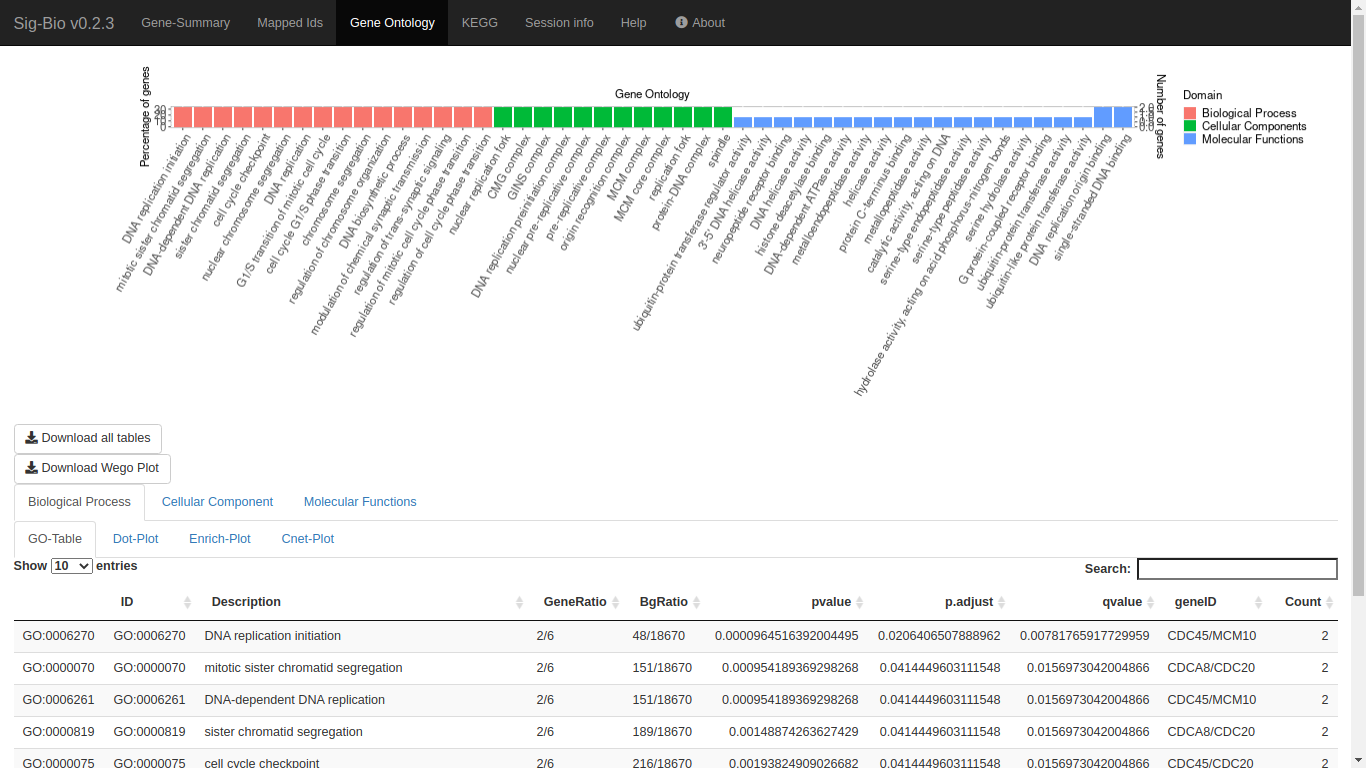 Sig-Bio v0.2.3 Gene-Summary Mapped Ids Gene Ontology KEGG Session info Help About
Gene Ontology
Percentage of genes
Number of genes
Domain
Biological Process
Cellular Components
Molecular Functions
DNA replication initiation
mitotic sister chromatid segregation
DNA-dependent DNA replication
sister chromatid segregation
cell cycle checkpoint
nuclear chromosome segregation
DNA replication
G1/S transition of mitotic cell cycle
cell cycle G1/S phase transition
chromosome segregation
regulation of chromosome organization
DNA biosynthetic process
modulation of chemical synaptic transmission
regulation of trans-synaptic signaling
regulation of mitotic cell cycle phase transition
regulation of cell cycle phase transition
nuclear replication fork
CMG complex
GINS complex
DNA replication preinitiation complex
nuclear pre-replicative complex
pre-replicative complex
origin recognition complex
MCM complex
MCM core complex
replication fork
protein-DNA complex
spindle
ubiquitin-protein transferase regulator activity
3'-5' DNA helicase activity
neuropeptide receptor binding
DNA helicase activity
histone deacetylase binding
DNA-dependent ATPase activity
metalloendopeptidase activity
helicase activity
protein C-terminus binding
metallopeptidase activity
catalytic activity, acting on DNA
serine-type endopeptidase activity
serine-type peptidase activity
hydrolase activity, acting on acid phosphorus-nitrogen bonds
serine hydrolase activity
G protein-coupled receptor binding
ubiquitin-protein transferase activity
ubiquitin-like protein transferase activity
DNA replication origin binding
single-stranded DNA binding
Download all tables
Download Wego Plot
Biological Process Cellular Component Molecular Functions
GO-Table Dot-Plot Enrich-Plot Cnet-Plot
Show 10 entries Search:
ID Description GeneRatio BgRatio pvalue p.adjust qvalue geneID Count
GO:0006270 GO:0006270 DNA replication initiation 2/6 48/18670 0.0000964516392004495 0.0206406507888962 0.00781765917729959 CDC45/MCM10 2
GO:0000070 GO:0000070 mitotic sister chromatid segregation 2/6 151/18670 0.000954189369298268 0.0414449603111548 0.0156973042004866 CDCA8/CDC20 2
GO:0006261 GO:0006261 DNA-dependent DNA replication 2/6 151/18670 0.000954189369298268 0.0414449603111548 0.0156973042004866 CDC45/MCM10 2
GO:0000819 GO:0000819 sister chromatid segregation 2/6 189/18670 0.00148874263627429 0.0414449603111548 0.0156973042004866 CDCA8/CDC20 2
GO:0000075 GO:0000075 cell cycle checkpoint 2/6 216/18670 0.00193824909026682 0.0414449603111548 0.0156973042004866 CDC45/CDC20 2